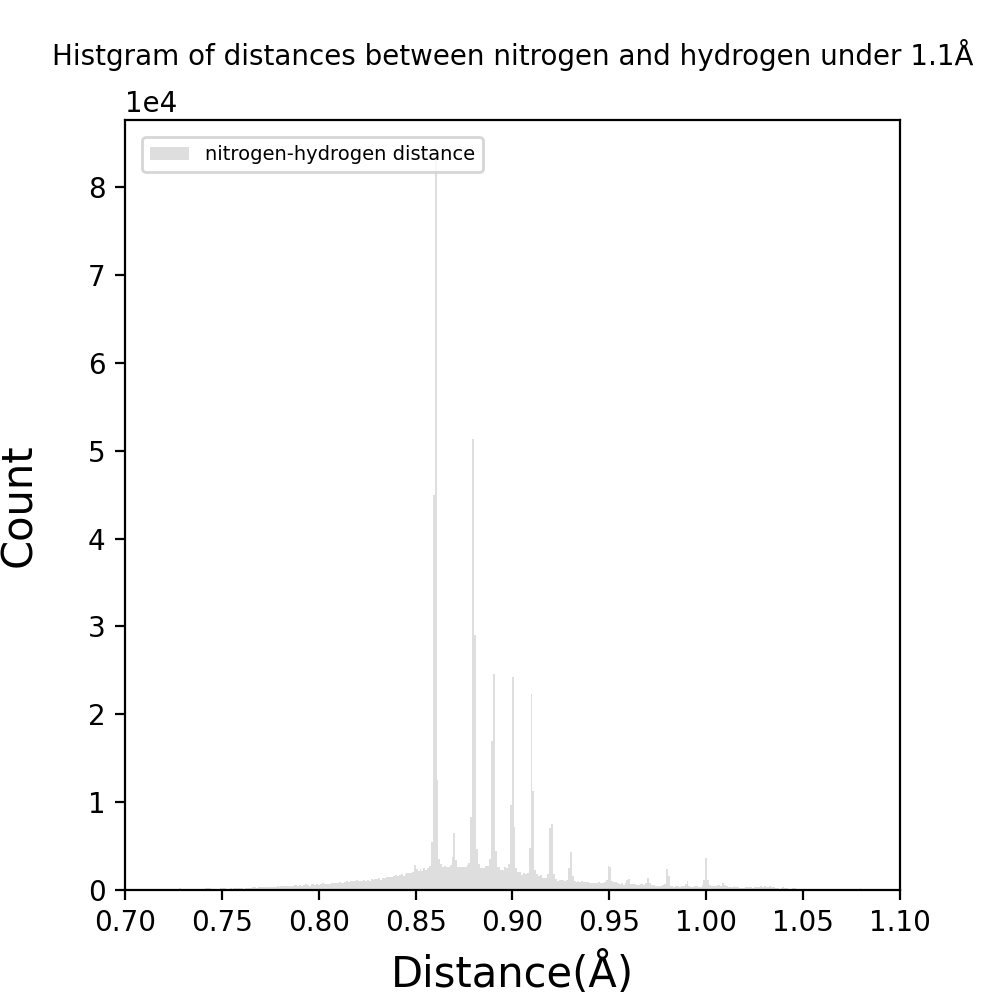 Histgram of distances between nitrogen and hydrogen under 1.1Å
1e4
nitrogen-hydrogen distance
8
7
6
5
4
3
2
1
0
Count
0.70 0.75 0.80 0.85 0.90 0.95 1.00 1.05 1.10
Distance(Å)